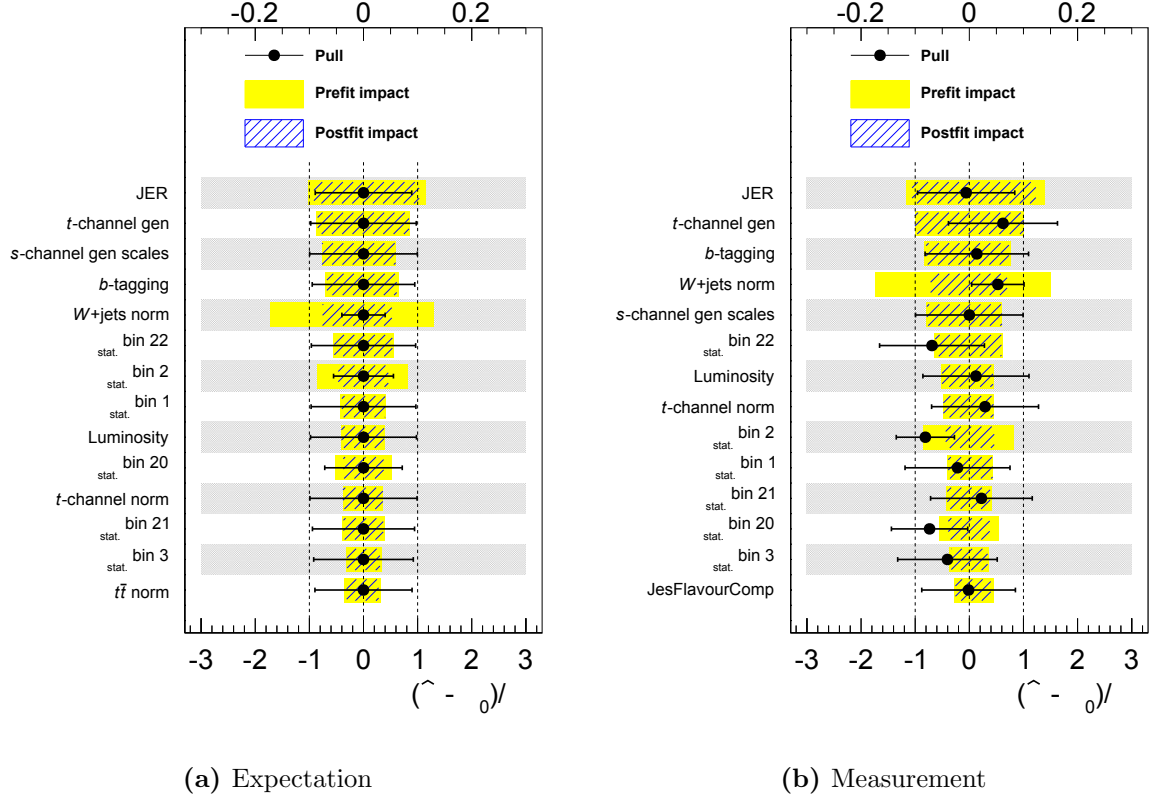 -0.2 0 0.2
Pull
Prefit impact
Postfit impact
JER
t-channel gen
s-channel gen scales
b-tagging
W+jets norm
stat. bin 22
stat. bin 2
stat. bin 1
Luminosity
stat. bin 20
t-channel norm
stat. bin 21
stat. bin 3
tt̄ norm
-3 -2 -1 0 1 2 3
(ˆ - 0)/
(a) Expectation
-0.2 0 0.2
Pull
Prefit impact
Postfit impact
JER
t-channel gen
b-tagging
W+jets norm
s-channel gen scales
stat. bin 22
Luminosity
t-channel norm
stat. bin 2
stat. bin 1
stat. bin 21
stat. bin 20
stat. bin 3
JesFlavourComp
-3 -2 -1 0 1 2 3
(ˆ - 0)/
(b) Measurement